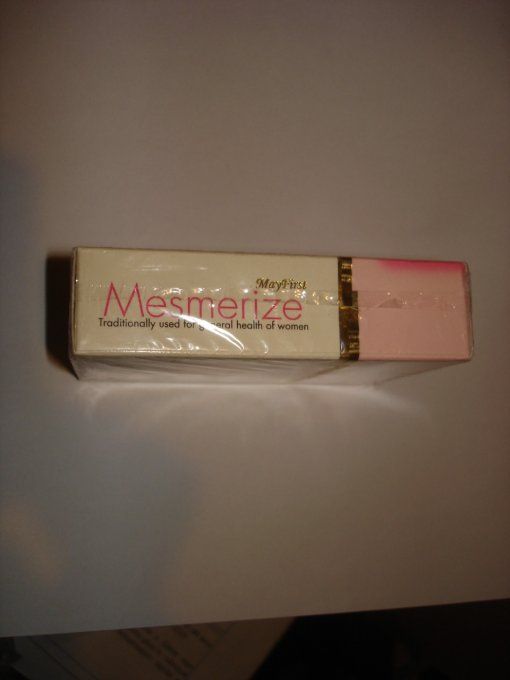 MayFirst
Mesmerize
Traditionally used for general health of women